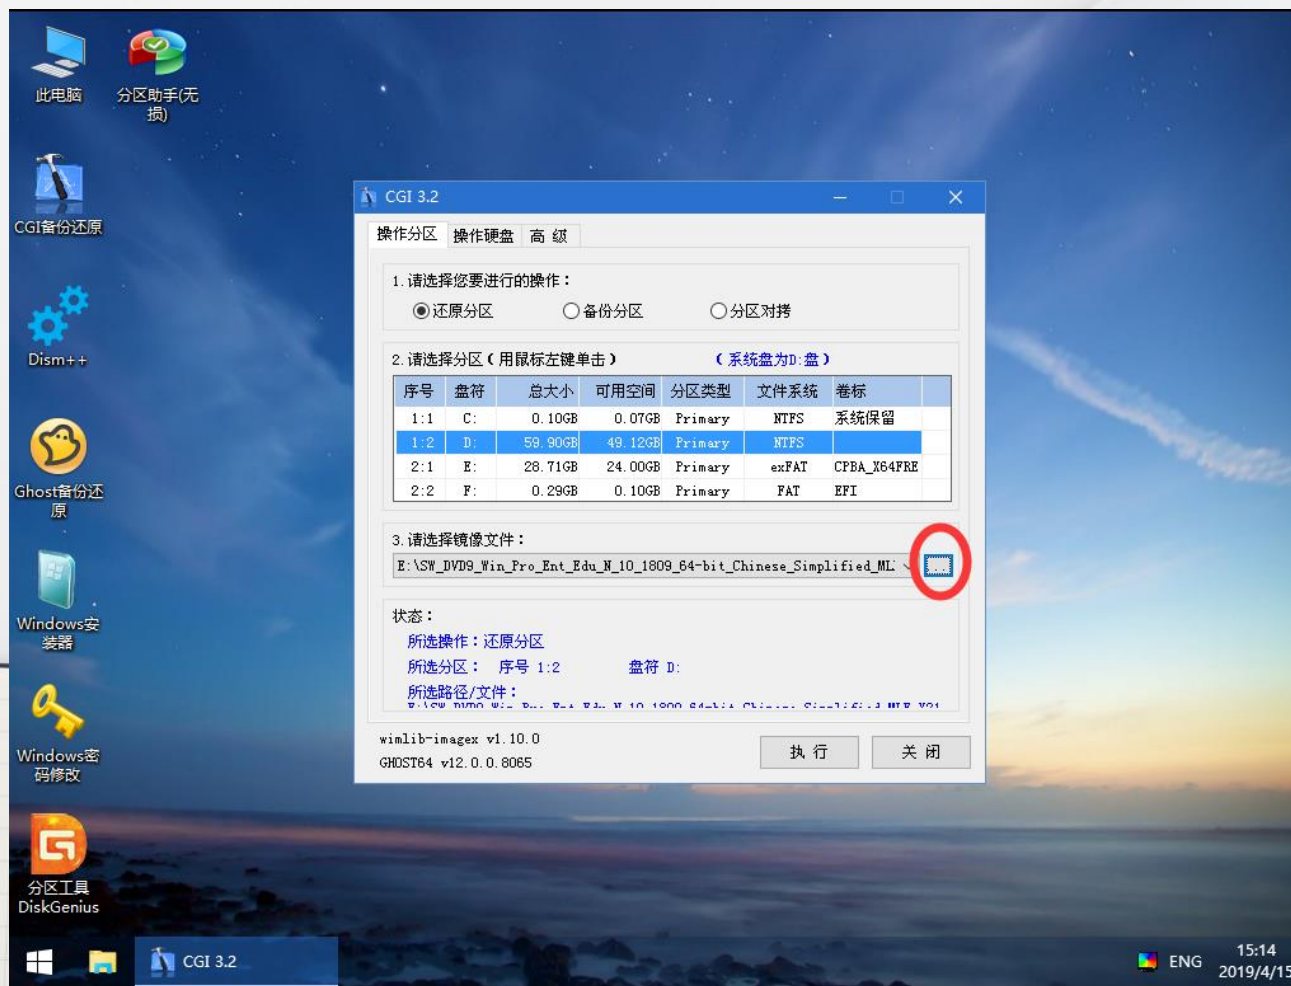 此电脑
分区助手(无
损)
CGI备份还原
Dism++
Ghost备份还
原
Windows安
装器
Windows密
码修改
分区工具
DiskGenius
CGI 3.2
操作分区 操作硬盘 高 级
1.请选择您要进行的操作：
还原分区 备份分区 分区对拷
2.请选择分区(用鼠标左键单击) (系统盘为D:盘)
序号 盘符 总大小 可用空间 分区类型 文件系统 卷标
1:1 C: 0.10GB 0.07GB Primary NTFS 系统保留
1:2 D: 59.90GB 49.12GB Primary NTFS
2:1 E: 28.71GB 24.00GB Primary exFAT CPBA_X64FRE
2:2 F: 0.29GB 0.10GB Primary FAT EFI
3.请选择镜像文件：
E:\SW_DVD9_Win_Pro_Ent_Edu_N_10_1809_64-bit_Chinese_Simplified_ML
...
状态：
所选操作：还原分区
所选分区： 序号 1:2 盘符 D:
所选路径/文件：
E:\SW_DVD9_Win_Pro_Ent_Edu_N_10_1809_64-bit_Chinese_Simplified_MLF_X21
wimlib-imagex v1.10.0
GHOST64 v12.0.0.8065
执 行 关 闭
CGI 3.2
ENG
15:14
2019/4/15